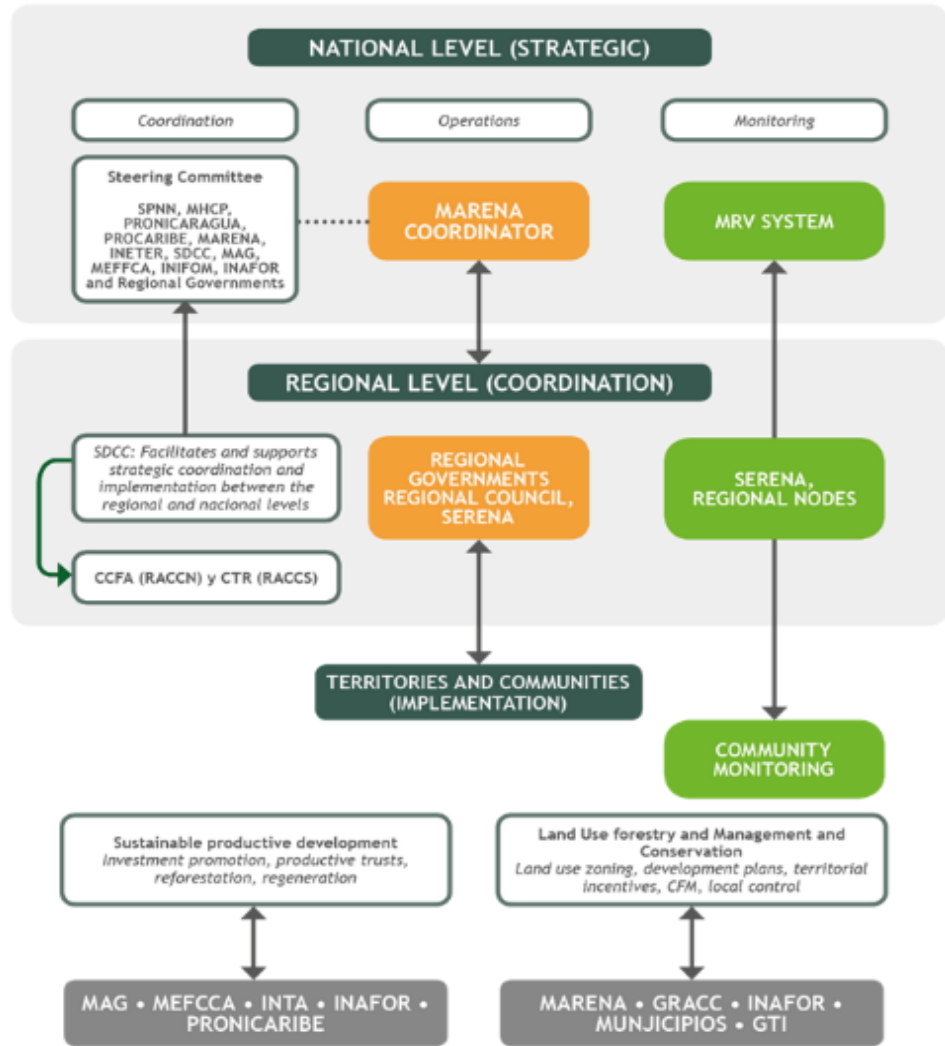 NATIONAL LEVEL (STRATEGIC)
Coordination
Operations
Monitoring
Steering Committee
SPNN, MHCP,
PRONICARAGUA,
PROCARIBE, MARENA,
INETER, SDCC, MAG,
MEFFCA, INIFOM, INAFOR
and Regional Governments
MARENA
COORDINATOR
MRV SYSTEM
REGIONAL LEVEL (COORDINATION)
SDCC: Facilitates and supports
strategic coordination and
implementation between the
regional and nacional levels
REGIONAL
GOVERNMENTS
REGIONAL COUNCIL,
SERENA
SERENA,
REGIONAL NODES
CCFA (RACCN) y CTR (RACCS)
TERRITORIES AND COMMUNITIES
(IMPLEMENTATION)
COMMUNITY
MONITORING
Sustainable productive development
Investment promotion, productive trusts,
reforestation, regeneration
Land Use forestry and Management and
Conservation
Land use zoning, development plans, territorial
incentives, CFM, local control
MAG • MEFCCA • INTA • INAFOR •
PRONICARIBE
MARENA • GRACC • INAFOR •
MUNJICIPIOS • GTI